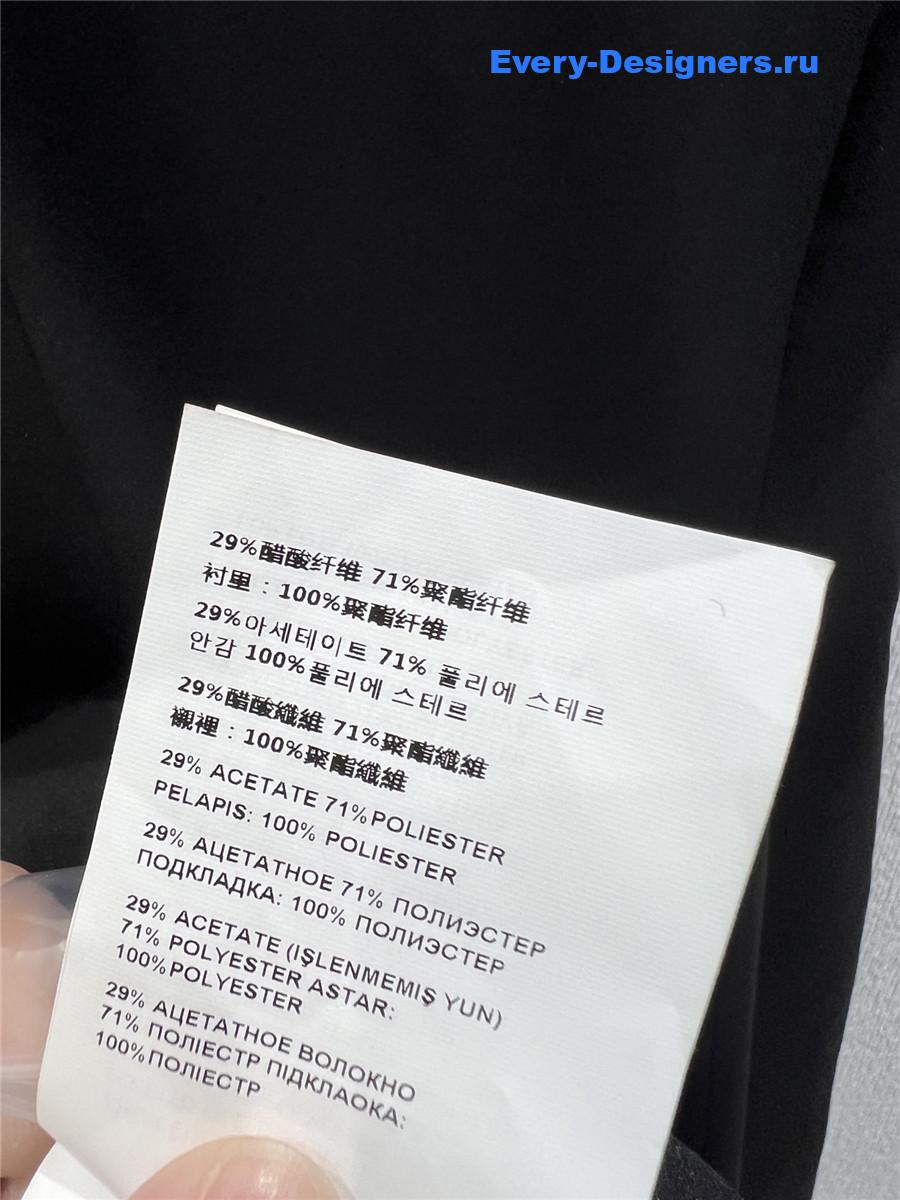 Every-Designers.ru
29%醋酸纤维 71%聚酯纤维
衬里：100%聚酯纤维
29%아세테이트 71% 폴리에 스테르
안감 100%폴리에 스테르
29%醋酸纖維 71%聚酯纖維
襯裡：100%聚酯纖維
29% ACETATE 71%POLIESTER
PELAPIS: 100% POLIESTER
29% АЦЕТАТНОЕ 71% ПОЛИЭСТЕР
ПОДКЛАДКА: 100% ПОЛИЭСТЕР
29% ACETATE (IŞLENMEMIŞ YUN)
71% POLYESTER ASTAR:
100%POLYESTER
29% АЦЕТАТНОЕ ВОЛОКНО
71% ПОЛІЕСТР ПІДКЛАОКА:
100%ПОЛІЕСТР